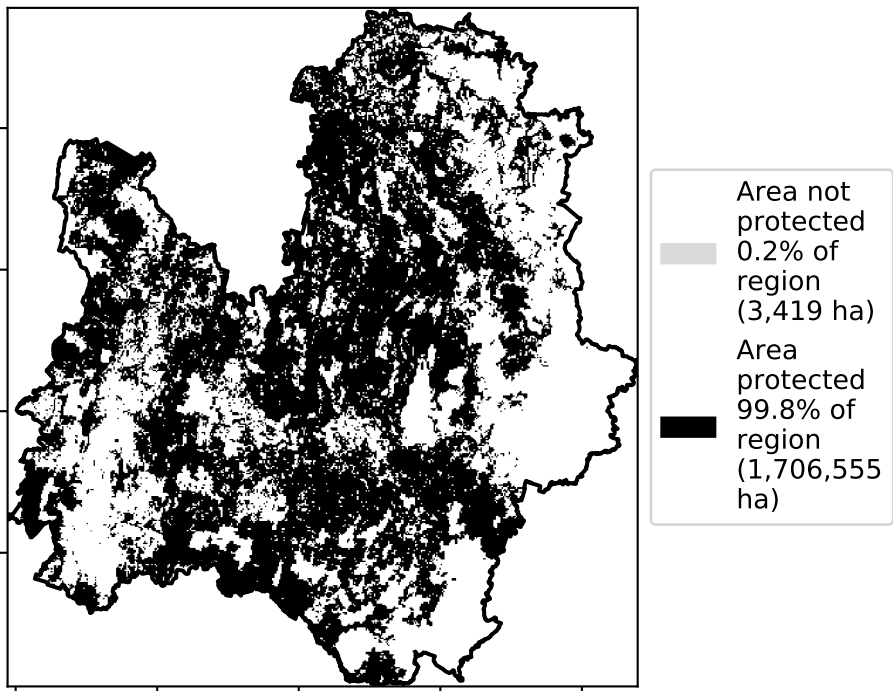 Area not
protected
0.2% of
region
(3,419 ha)
Area
protected
99.8% of
region
(1,706,555
ha)